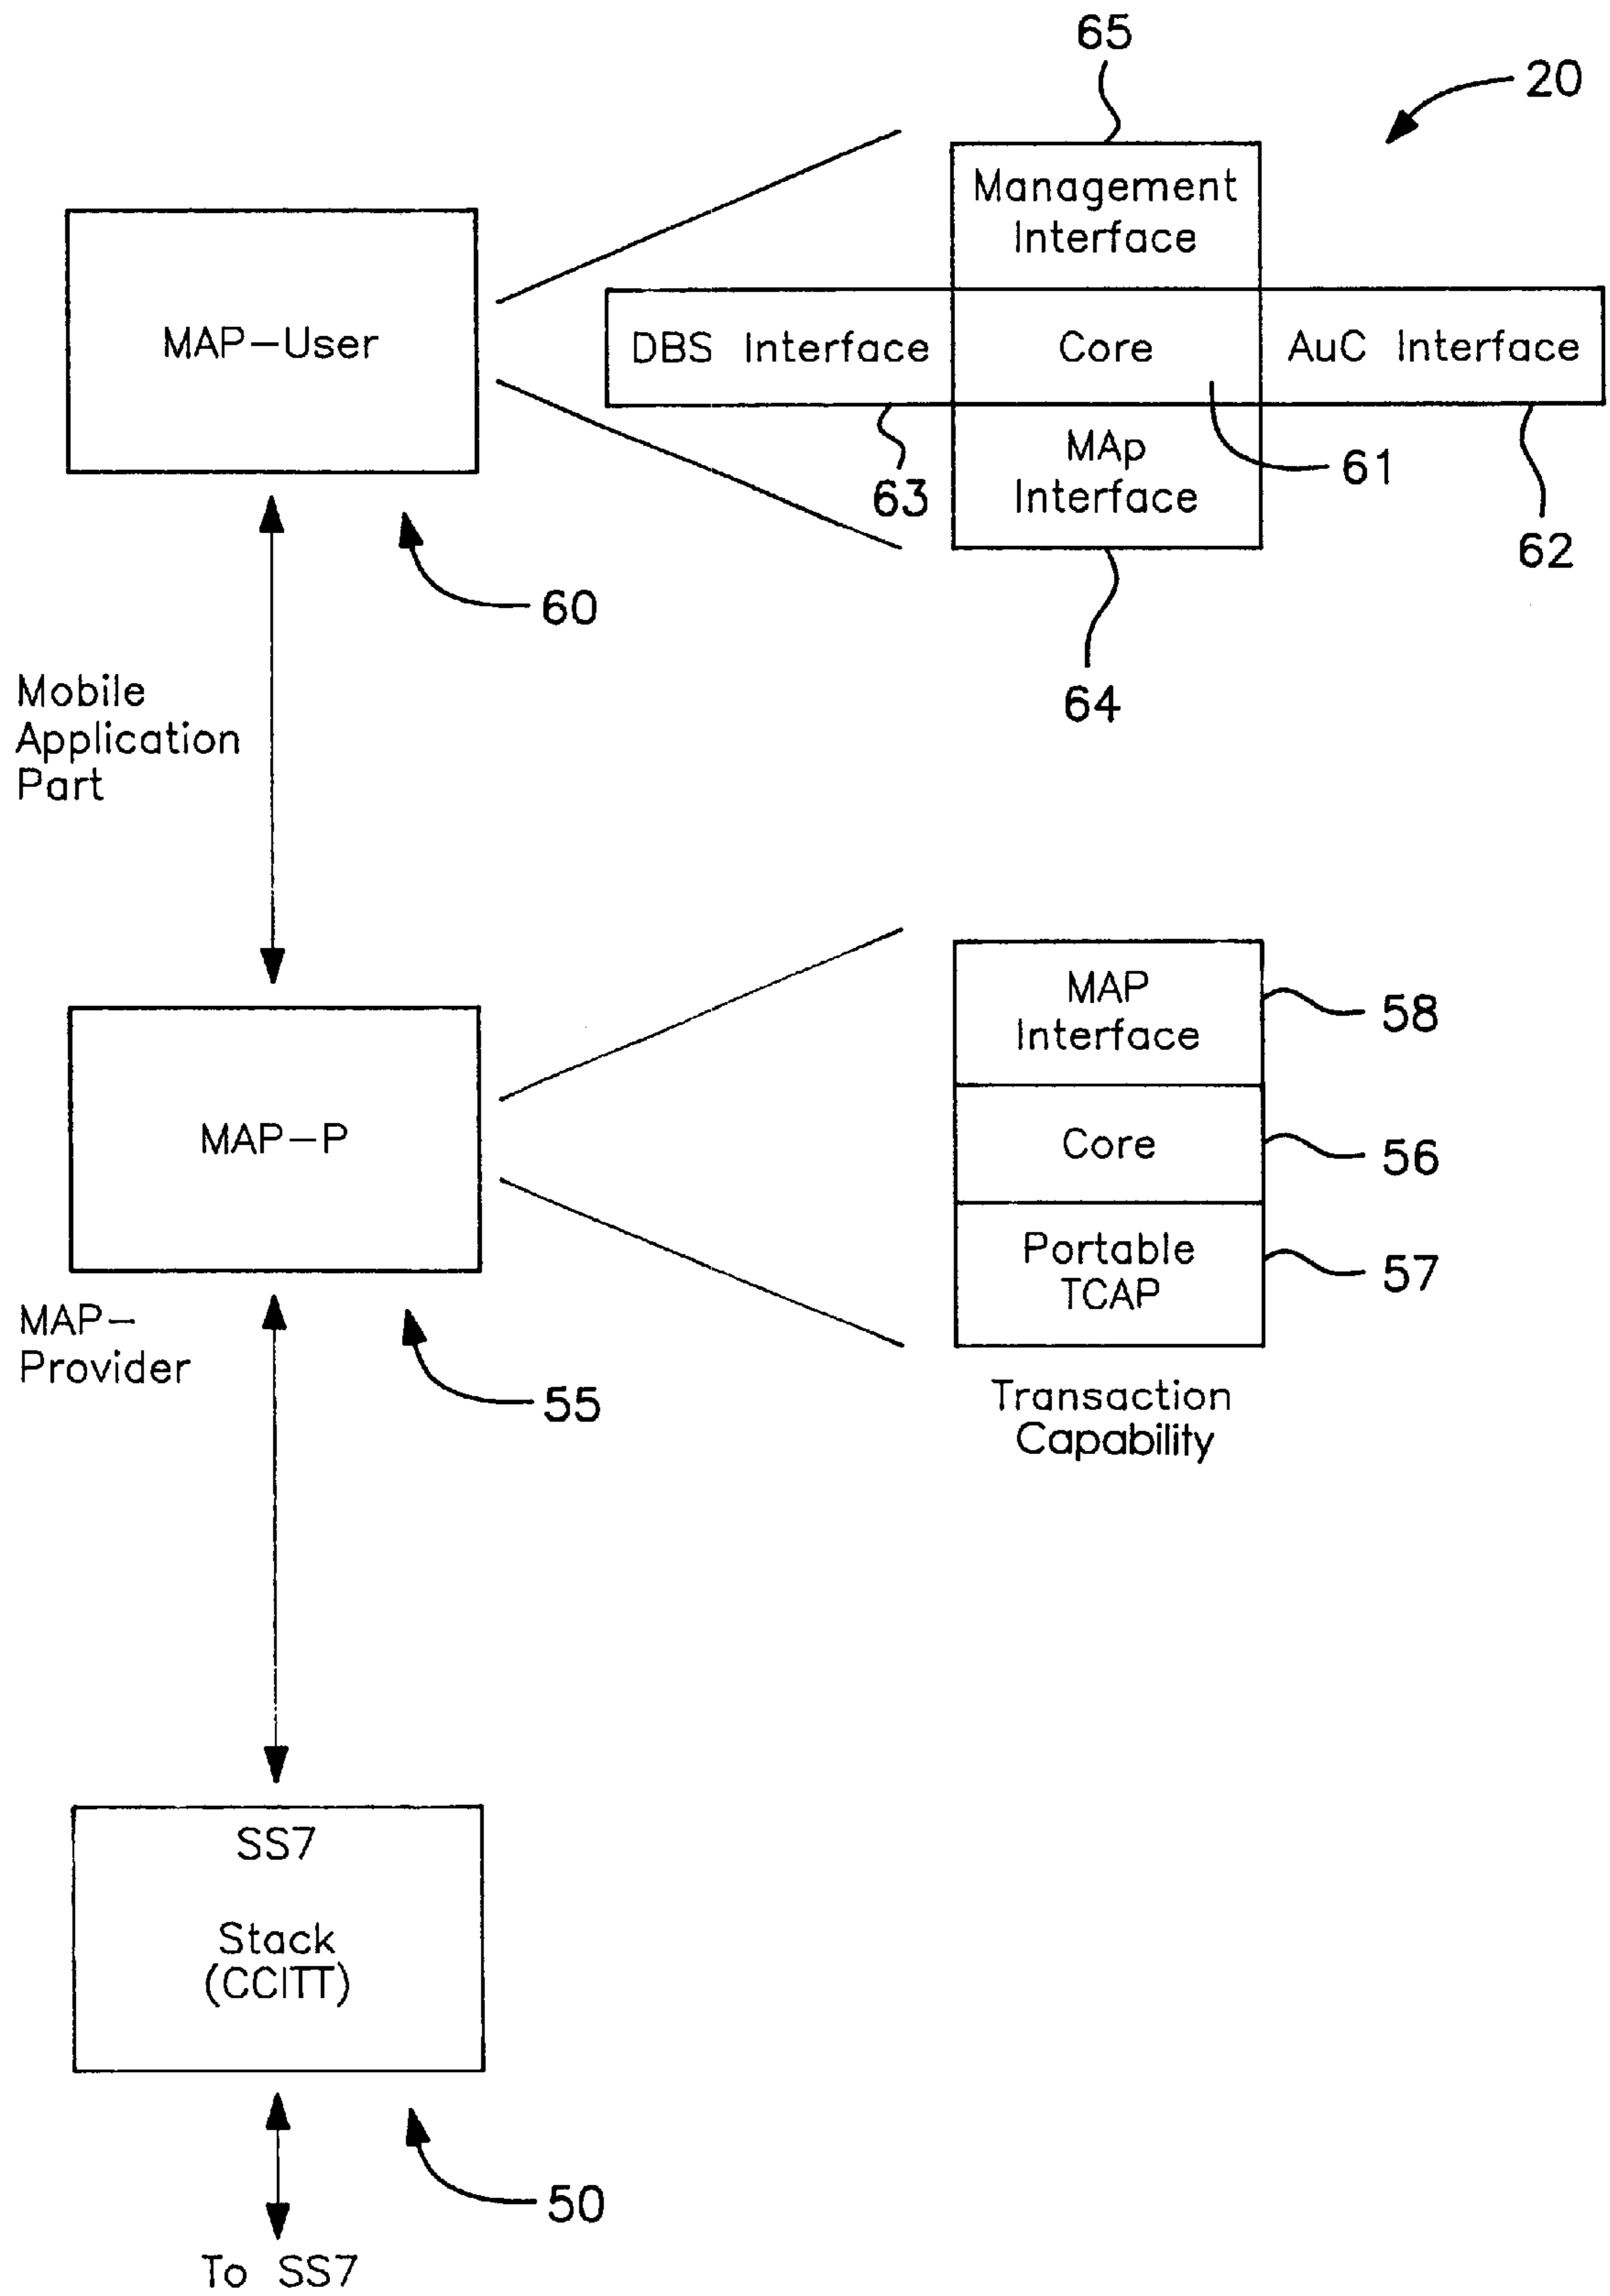 65
20
Management
Interface
MAP-User
DBS Interface
Core
AuC Interface
MAp
Interface
63
61
62
60
64
Mobile
Application
Part
MAP
Interface
58
MAP-P
Core
56
Portable
TCAP
57
MAP-
Provider
55
Transaction
Capability
SS7
Stack
(CCITT)
50
To SS7